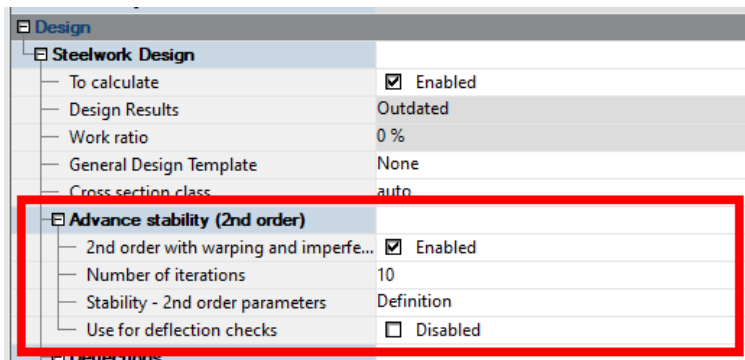 Design
Steelwork Design
To calculate Enabled
Design Results Outdated
Work ratio 0 %
General Design Template None
Cross section class auto
Advance stability (2nd order)
2nd order with warping and imperfe... Enabled
Number of iterations 10
Stability - 2nd order parameters Definition
Use for deflection checks Disabled
Deflections